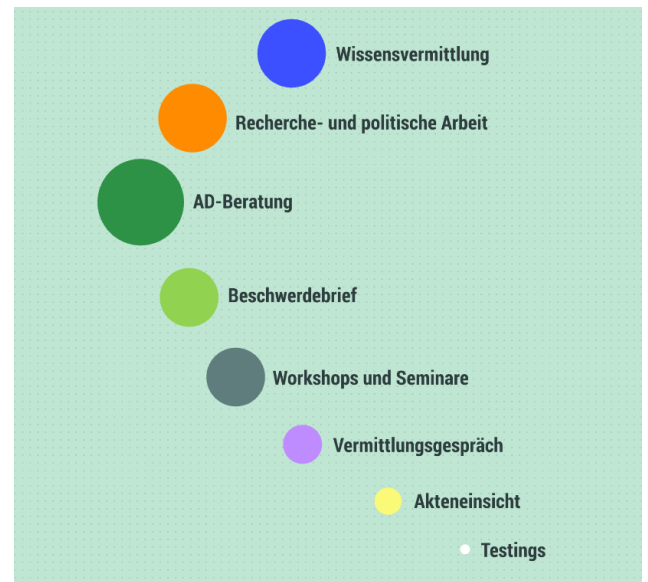 Wissensvermittlung
Recherche- und politische Arbeit
AD-Beratung
Beschwerdebrief
Workshops und Seminare
Vermittlungsgespräch
Akteneinsicht
Testings